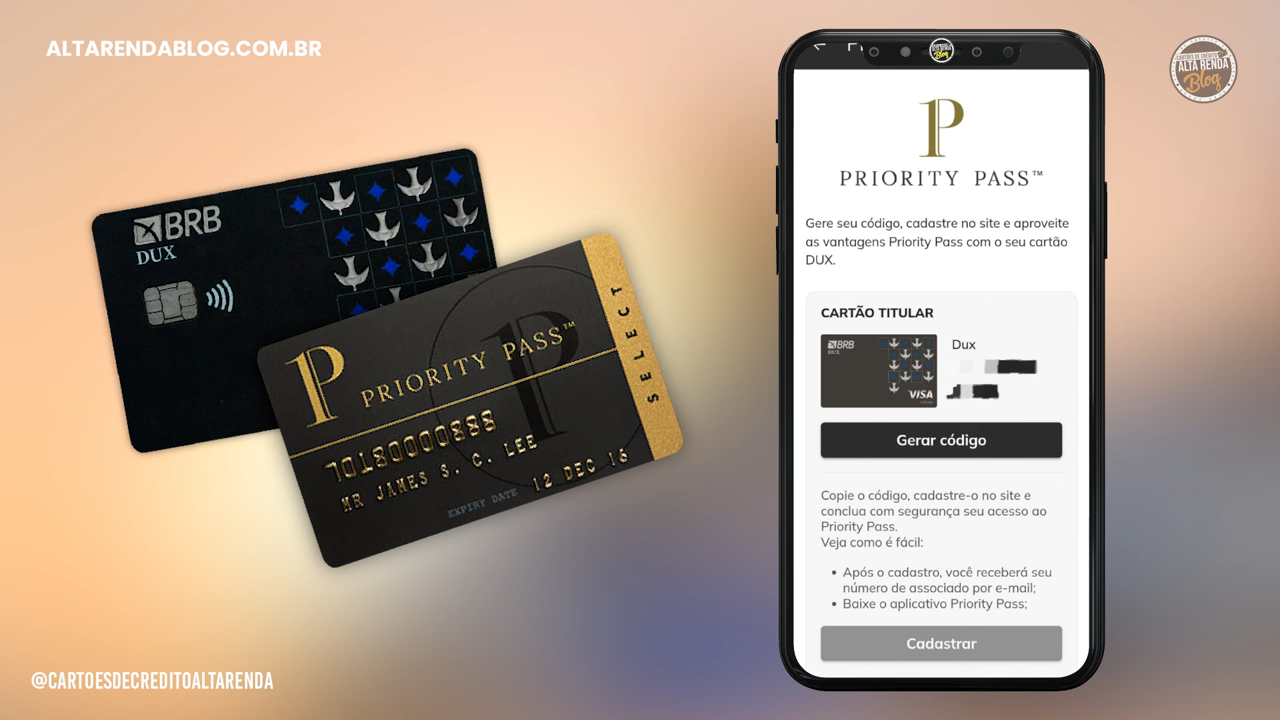 ALTARENDABLOG.COM.BR
CARTÕES DE CRÉDITO
ALTA RENDA
Blog
BRB
DUX
PRIORITY PASS™
SELECT
70180000888
MR JAMES S. C. LEE
EXPIRY DATE 12 DEC 16
PRIORITY PASS™
Gere seu código, cadastre no site e aproveite
as vantagens Priority Pass com o seu cartão
DUX.
CARTÃO TITULAR
BRB
DUX
VISA
Dux
Gerar código
Copie o código, cadastre-o no site e
conclua com segurança seu acesso ao
Priority Pass.
Veja como é fácil:
• Após o cadastro, você receberá seu
número de associado por e-mail;
• Baixe o aplicativo Priority Pass;
Cadastrar
@CARTOESDECREDITOALTARENDA